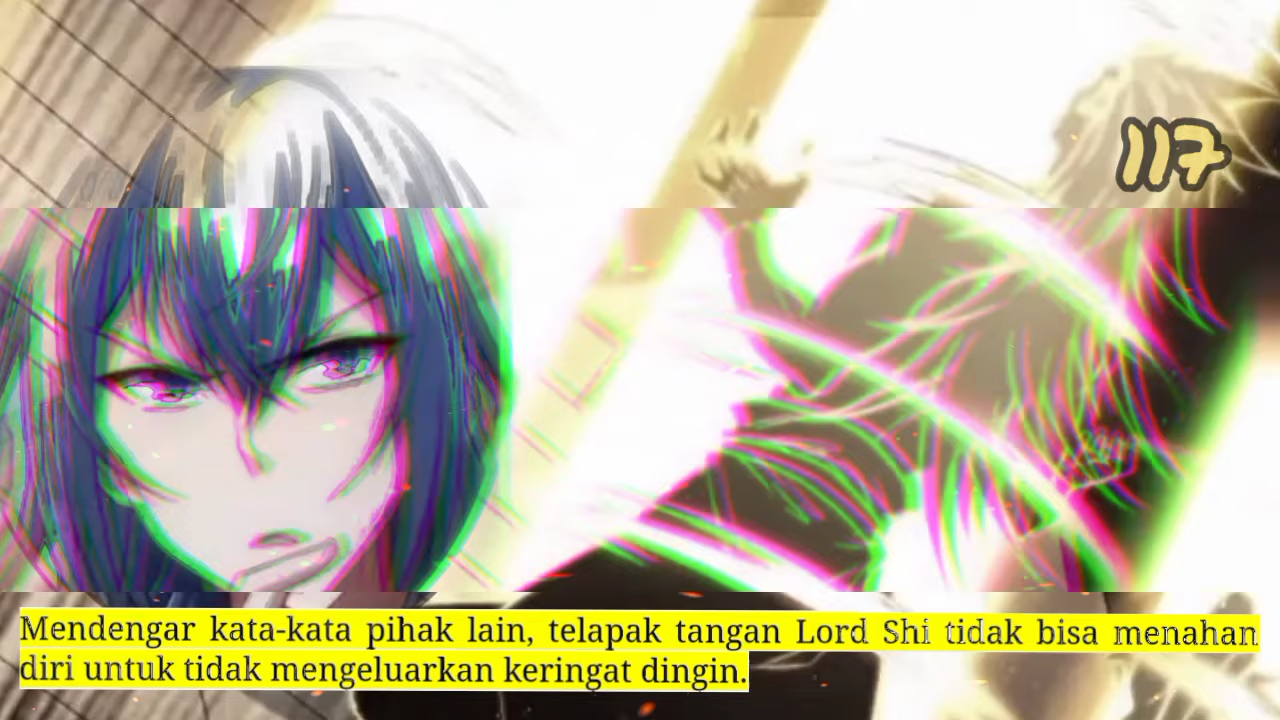 117
Mendengar kata-kata pihak lain, telapak tangan Lord Shi tidak bisa menahan
diri untuk tidak mengeluarkan keringat dingin.